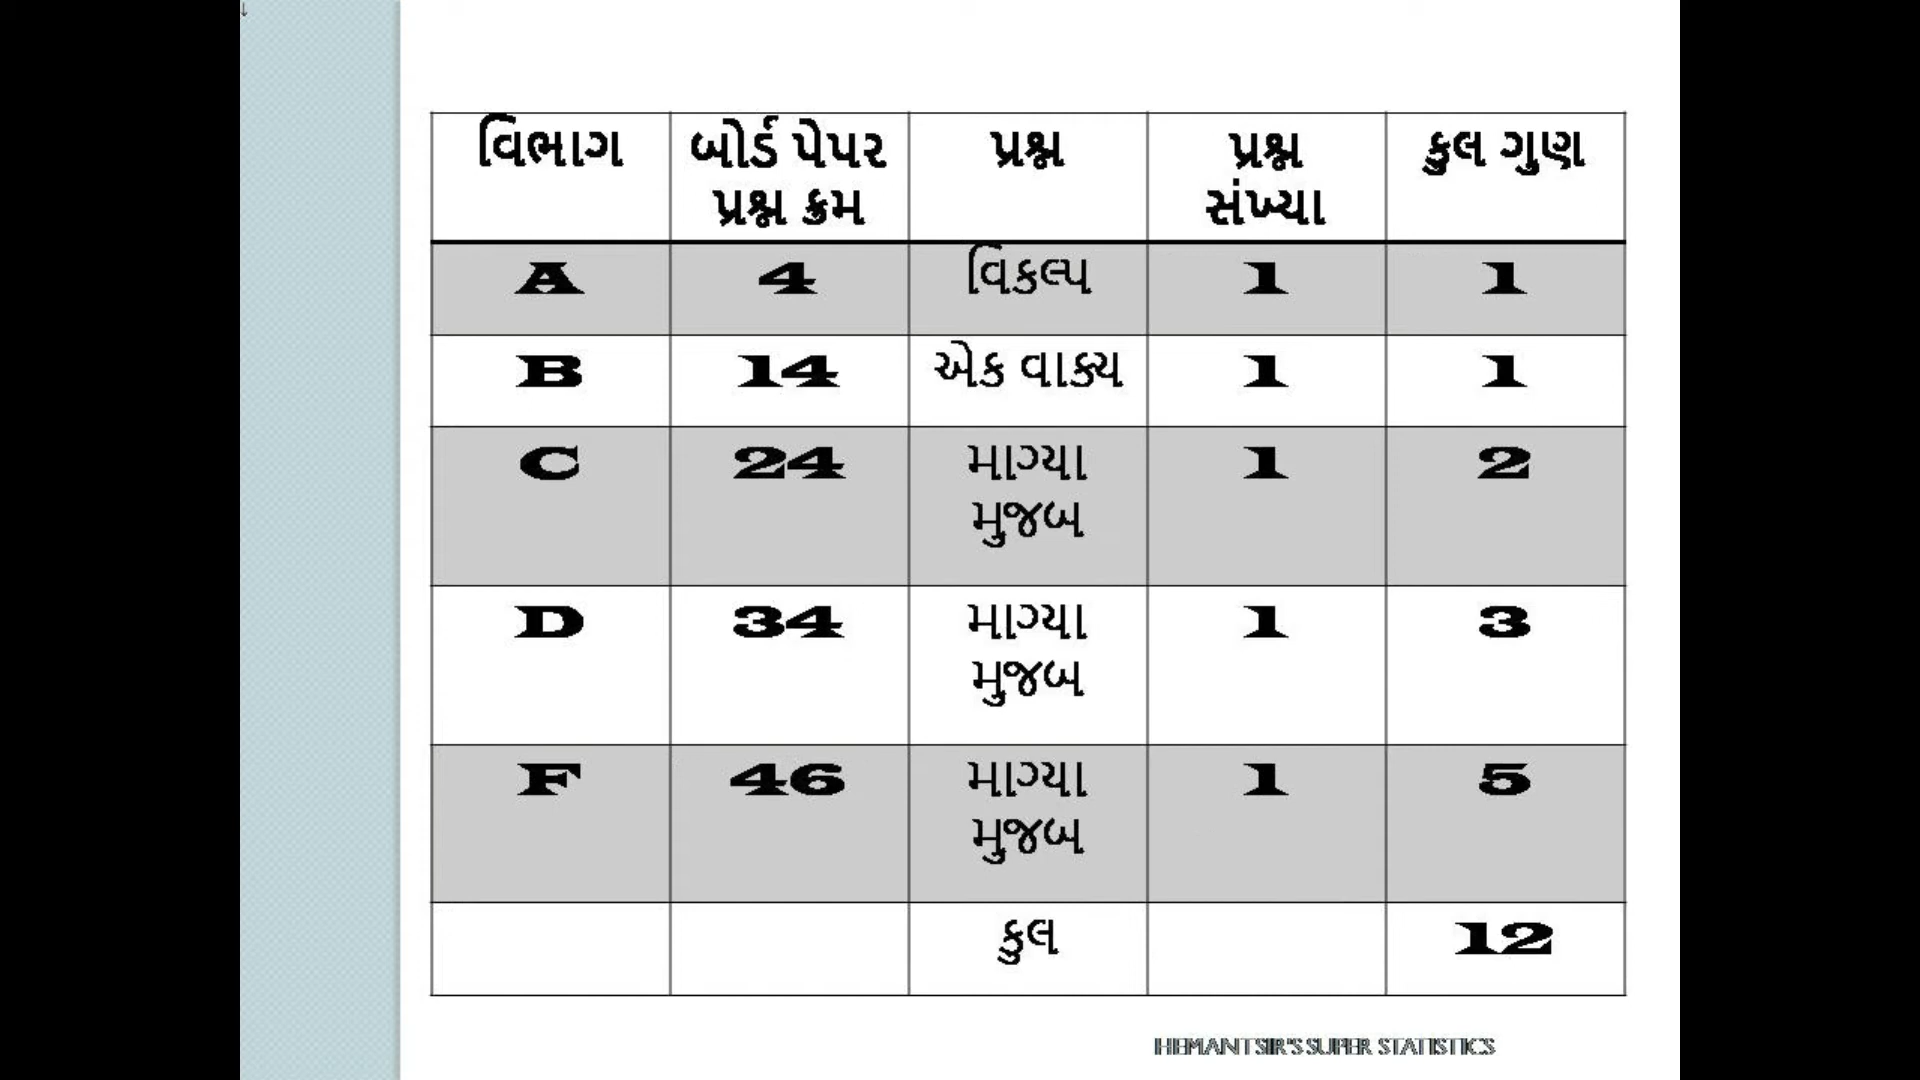 વિભાગ બોર્ડ પેપર પ્રશ્ન ક્રમ પ્રશ્ન પ્રશ્ન સંખ્યા કુલ ગુણ
A 4 વિકલ્પ 1 1
B 14 એક વાક્ય 1 1
C 24 માગ્યા મુજબ 1 2
D 34 માગ્યા મુજબ 1 3
F 46 માગ્યા મુજબ 1 5
કુલ 12
HEMANT SIR'S SUPER STATISTICS